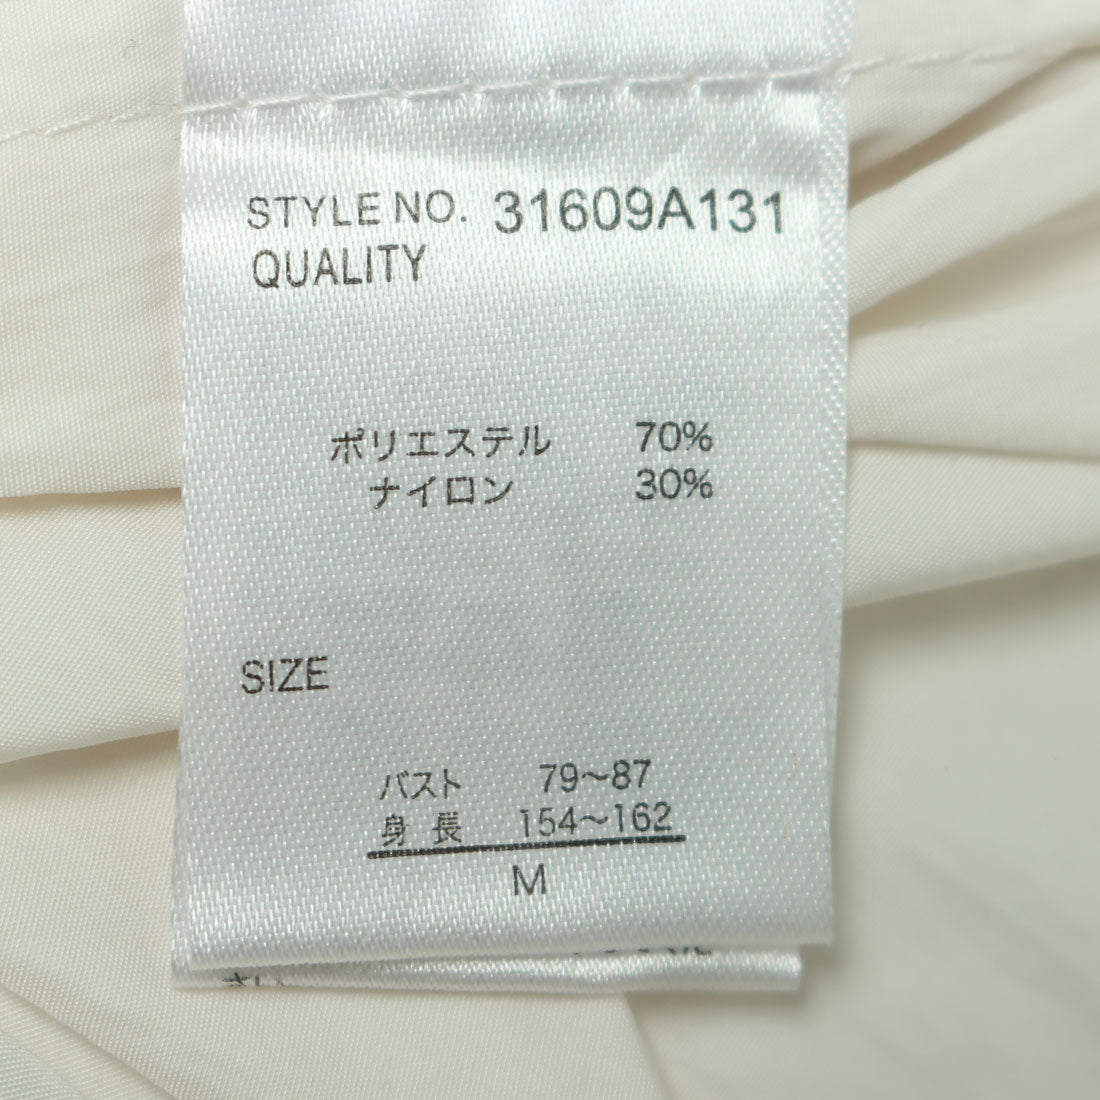 STYLE NO. 31609A131
QUALITY
ポリエステル 70%
ナイロン 30%
SIZE
バスト 79~87
身長 154~162
M